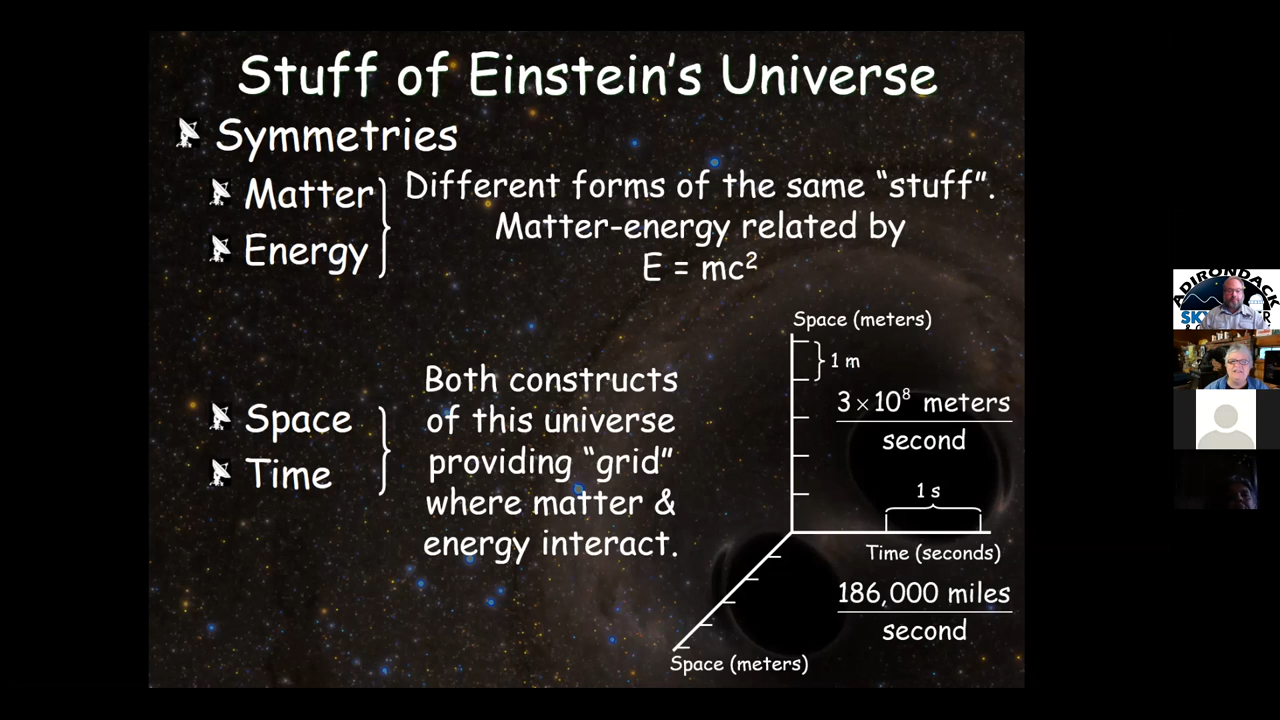 Stuff of Einstein's Universe
Symmetries
Matter
Energy
Different forms of the same "stuff".
Matter-energy related by
E = mc²
Space
Time
Both constructs
of this universe
providing "grid"
where matter &
energy interact.
Space (meters)
1 m
3 × 10⁸ meters
second
1 s
Time (seconds)
186,000 miles
second
Space (meters)
ADIRONDACK
SK